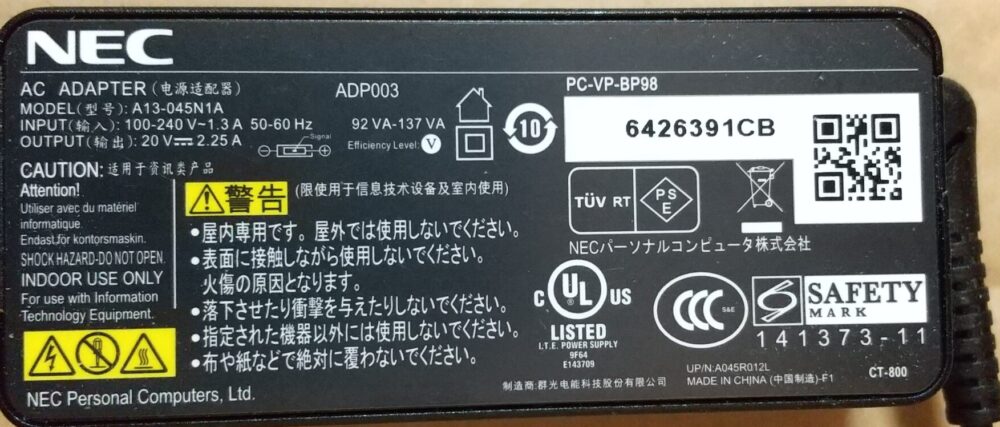 NEC
AC ADAPTER (电源适配器)
ADP003
MODEL(型号): A13-045N1A
INPUT(输入): 100-240 V~1.3 A 50-60 Hz
92 VA-137 VA
OUTPUT(输出): 20 V⎓ 2.25 A
Signal
Efficiency Level: V
10
PC-VP-BP98
6426391CB
CAUTION: 适用于资讯类产品
Attention!
Utiliser avec du matériel
informatique.
Endast för kontorsmaskin.
SHOCK HAZARD-DO NOT OPEN.
INDOOR USE ONLY
For use with Information
Technology Equipment.
警告 (限使用于信息技术设备及室内使用)
•屋内専用です。屋外では使用しないでください。
•表面に接触しながら使用しないでください。
火傷の原因となります。
•落下させたり衝撃を与えたりしないでください。
•指定された機器以外には使用しないでください。
•布や紙などで絶対に覆わないでください。
TÜV RT
PS
E
NECパーソナルコンピュータ株式会社
C UL US
LISTED
I.T.E. POWER SUPPLY
9F64
E143709
CCC
S&E
S
SAFETY
MARK
141373-11
UP/N:A045R012L
MADE IN CHINA (中国制造)-F1
CT-800
制造商: 群光电能科技股份有限公司
NEC Personal Computers, Ltd.